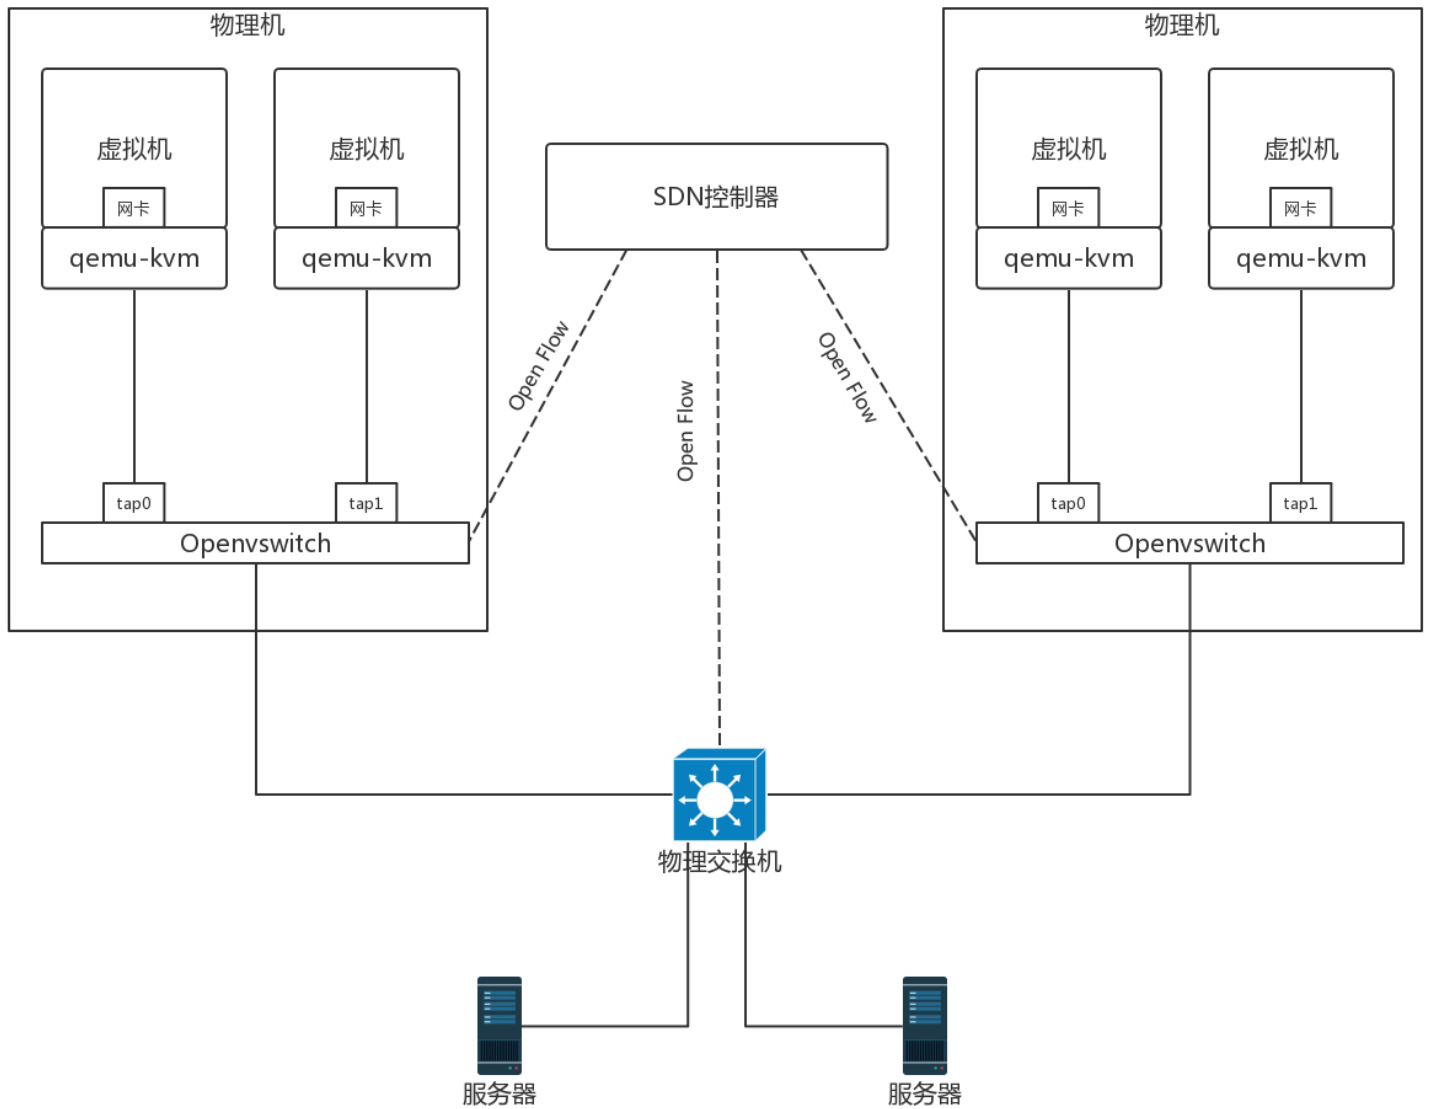 物理机
虚拟机
网卡
qemu-kvm
虚拟机
网卡
qemu-kvm
tap0
tap1
Openvswitch
SDN控制器
Open Flow
Open Flow
Open Flow
物理机
虚拟机
网卡
qemu-kvm
虚拟机
网卡
qemu-kvm
tap0
tap1
Openvswitch
物理交换机
服务器
服务器